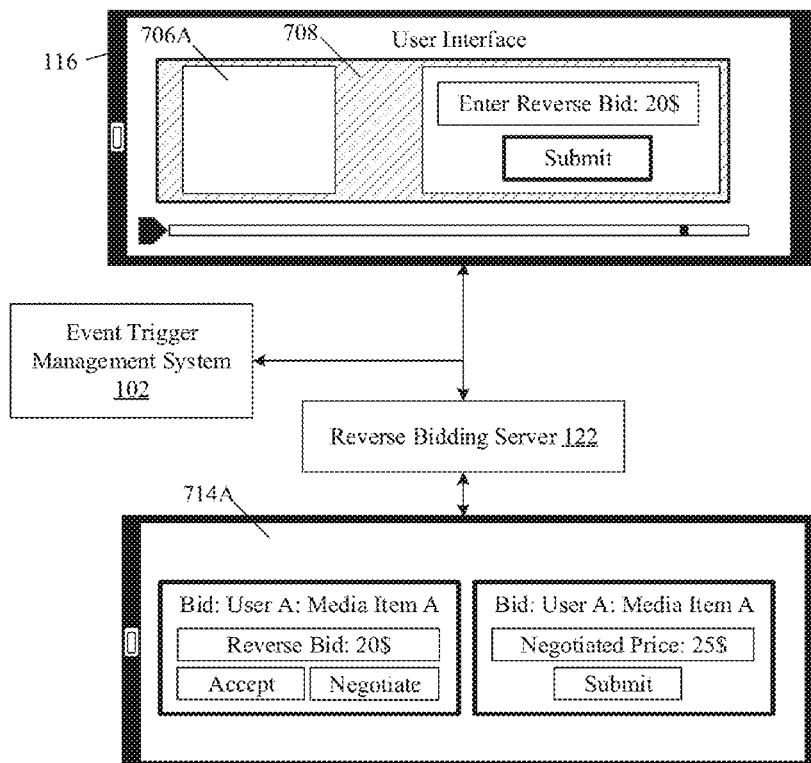 706A
708
User Interface
116
Enter Reverse Bid: 20$
Submit
Event Trigger
Management System
102
Reverse Bidding Server 122
714A
Bid: User A: Media Item A
Reverse Bid: 20$
Accept
Negotiate
Bid: User A: Media Item A
Negotiated Price: 25$
Submit